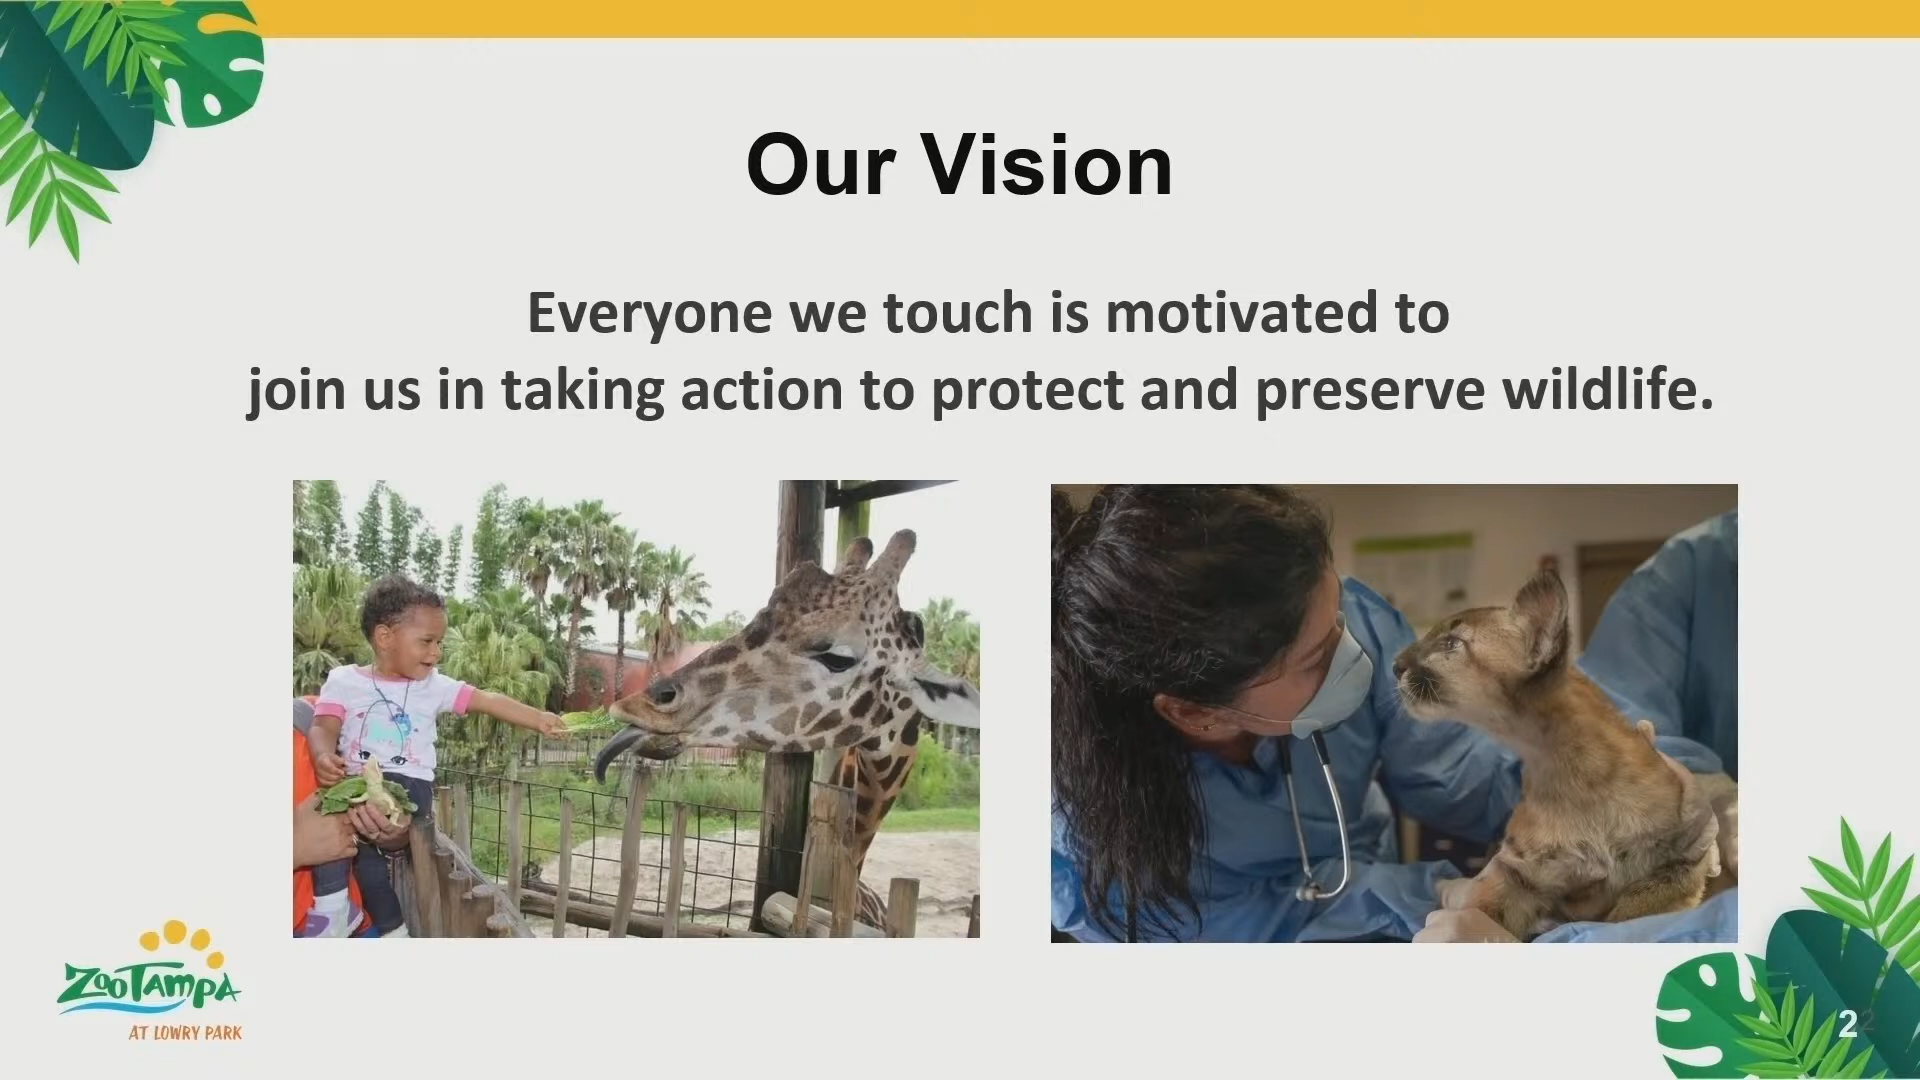 Our Vision
Everyone we touch is motivated to
join us in taking action to protect and preserve wildlife.
ZooTampa
AT LOWRY PARK
2 2